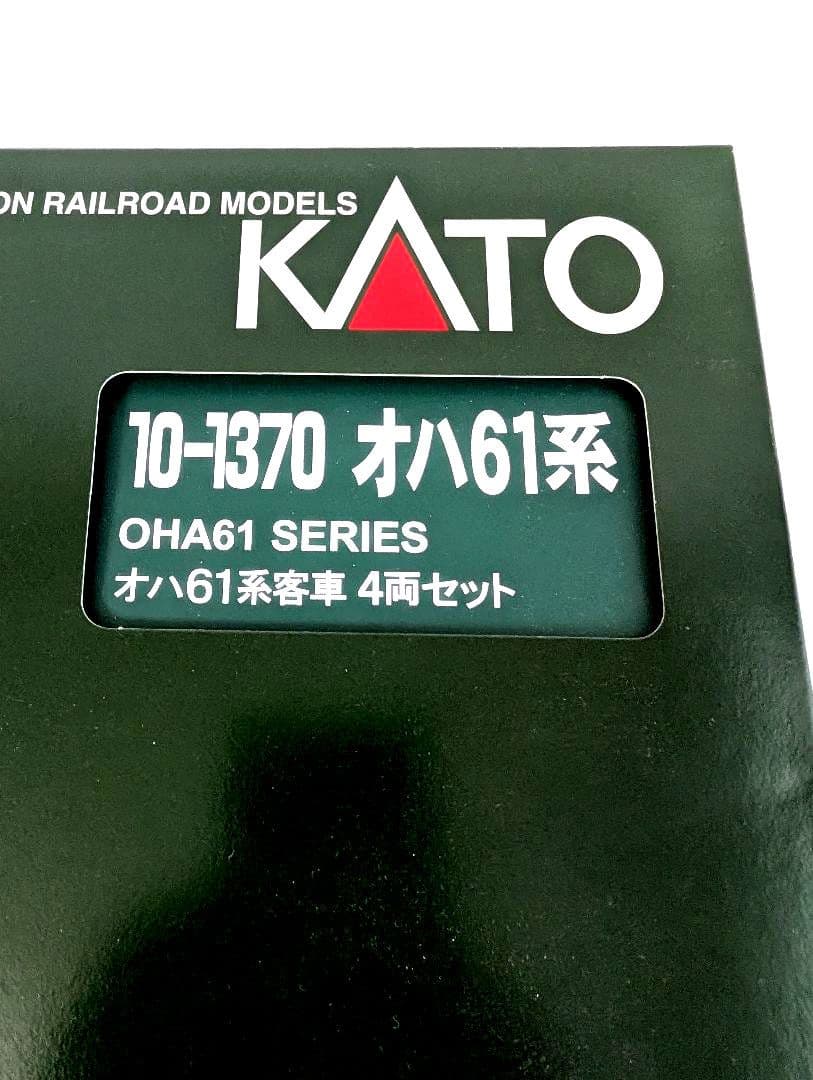 ON RAILROAD MODELS
KATO
10-1370 オハ61系
OHA61 SERIES
オハ61系客車 4両セット